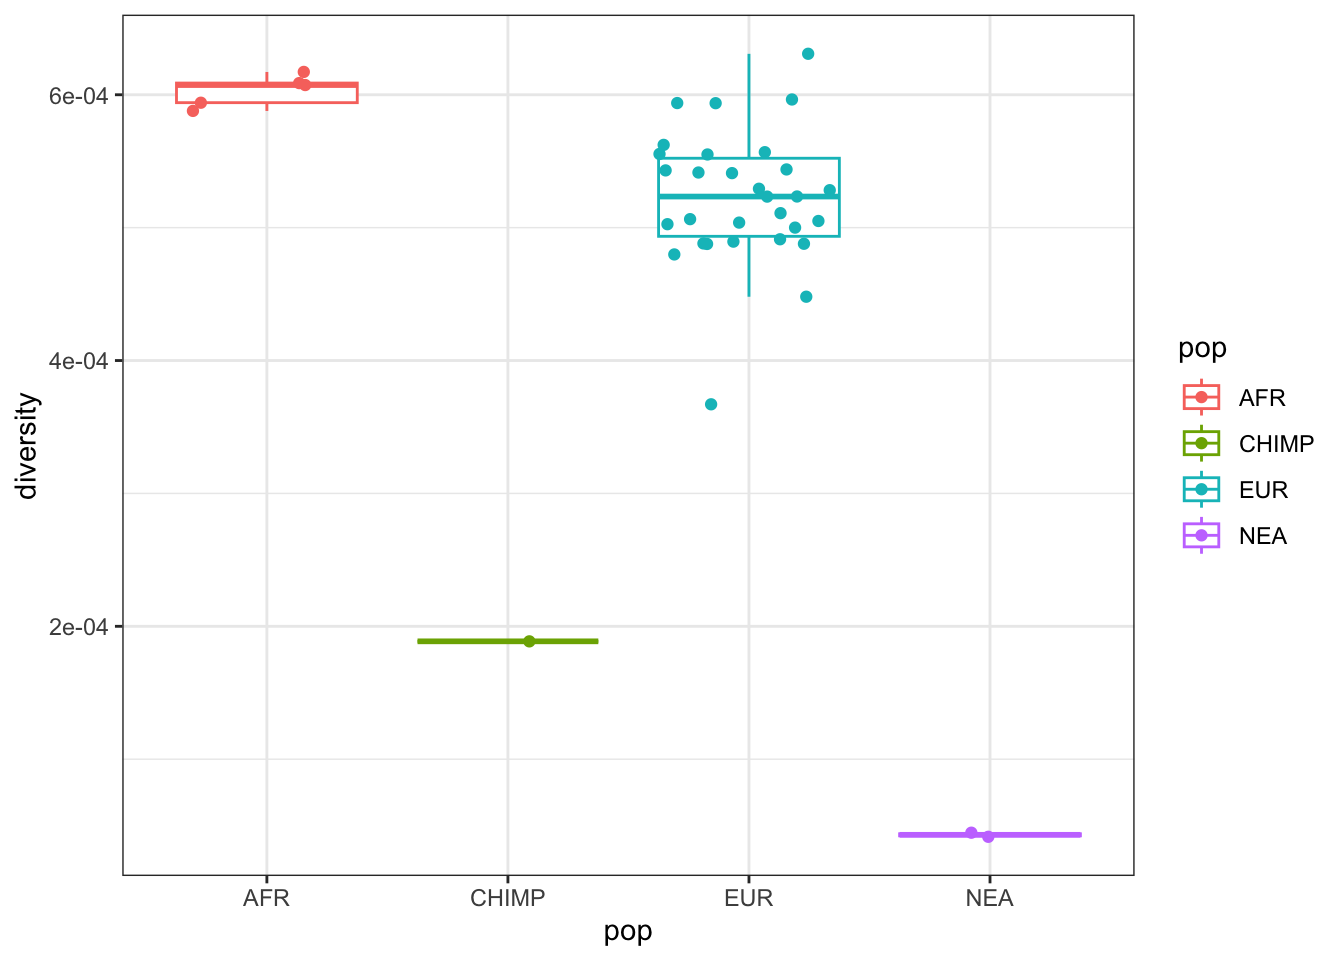 diversity
6e-04
4e-04
2e-04
AFR
CHIMP
EUR
NEA
pop
pop
AFR
CHIMP
EUR
NEA